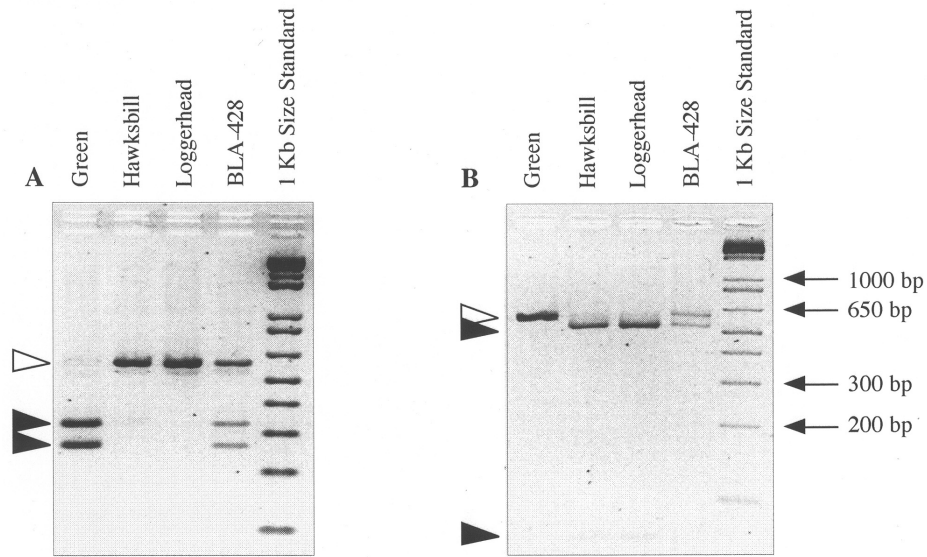 A
Green
Hawksbill
Loggerhead
BLA-428
1 Kb Size Standard
B
Green
Hawksbill
Loggerhead
BLA-428
1 Kb Size Standard
1000 bp
650 bp
300 bp
200 bp